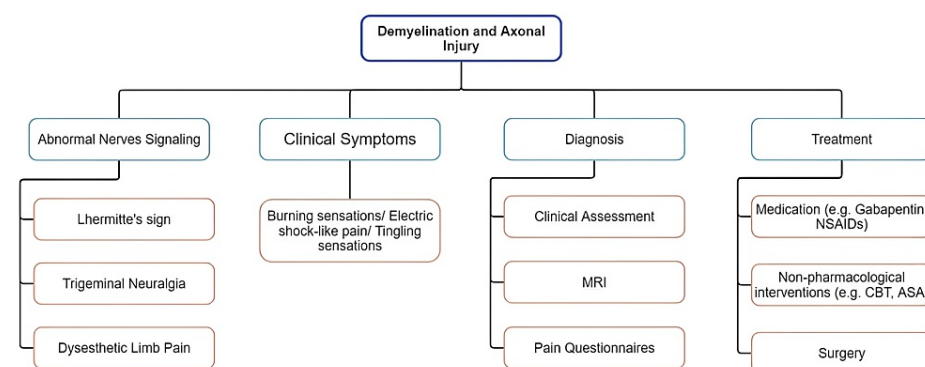 Demyelination and Axonal
Injury
Abnormal Nerves Signaling
Clinical Symptoms
Diagnosis
Treatment
Lhermitte's sign
Trigeminal Neuralgia
Dysesthetic Limb Pain
Burning sensations/ Electric
shock-like pain/ Tingling
sensations
Clinical Assessment
MRI
Pain Questionnaires
Medication (e.g. Gabapentin
NSAIDs)
Non-pharmacological
interventions (e.g. CBT, ASA
Surgery